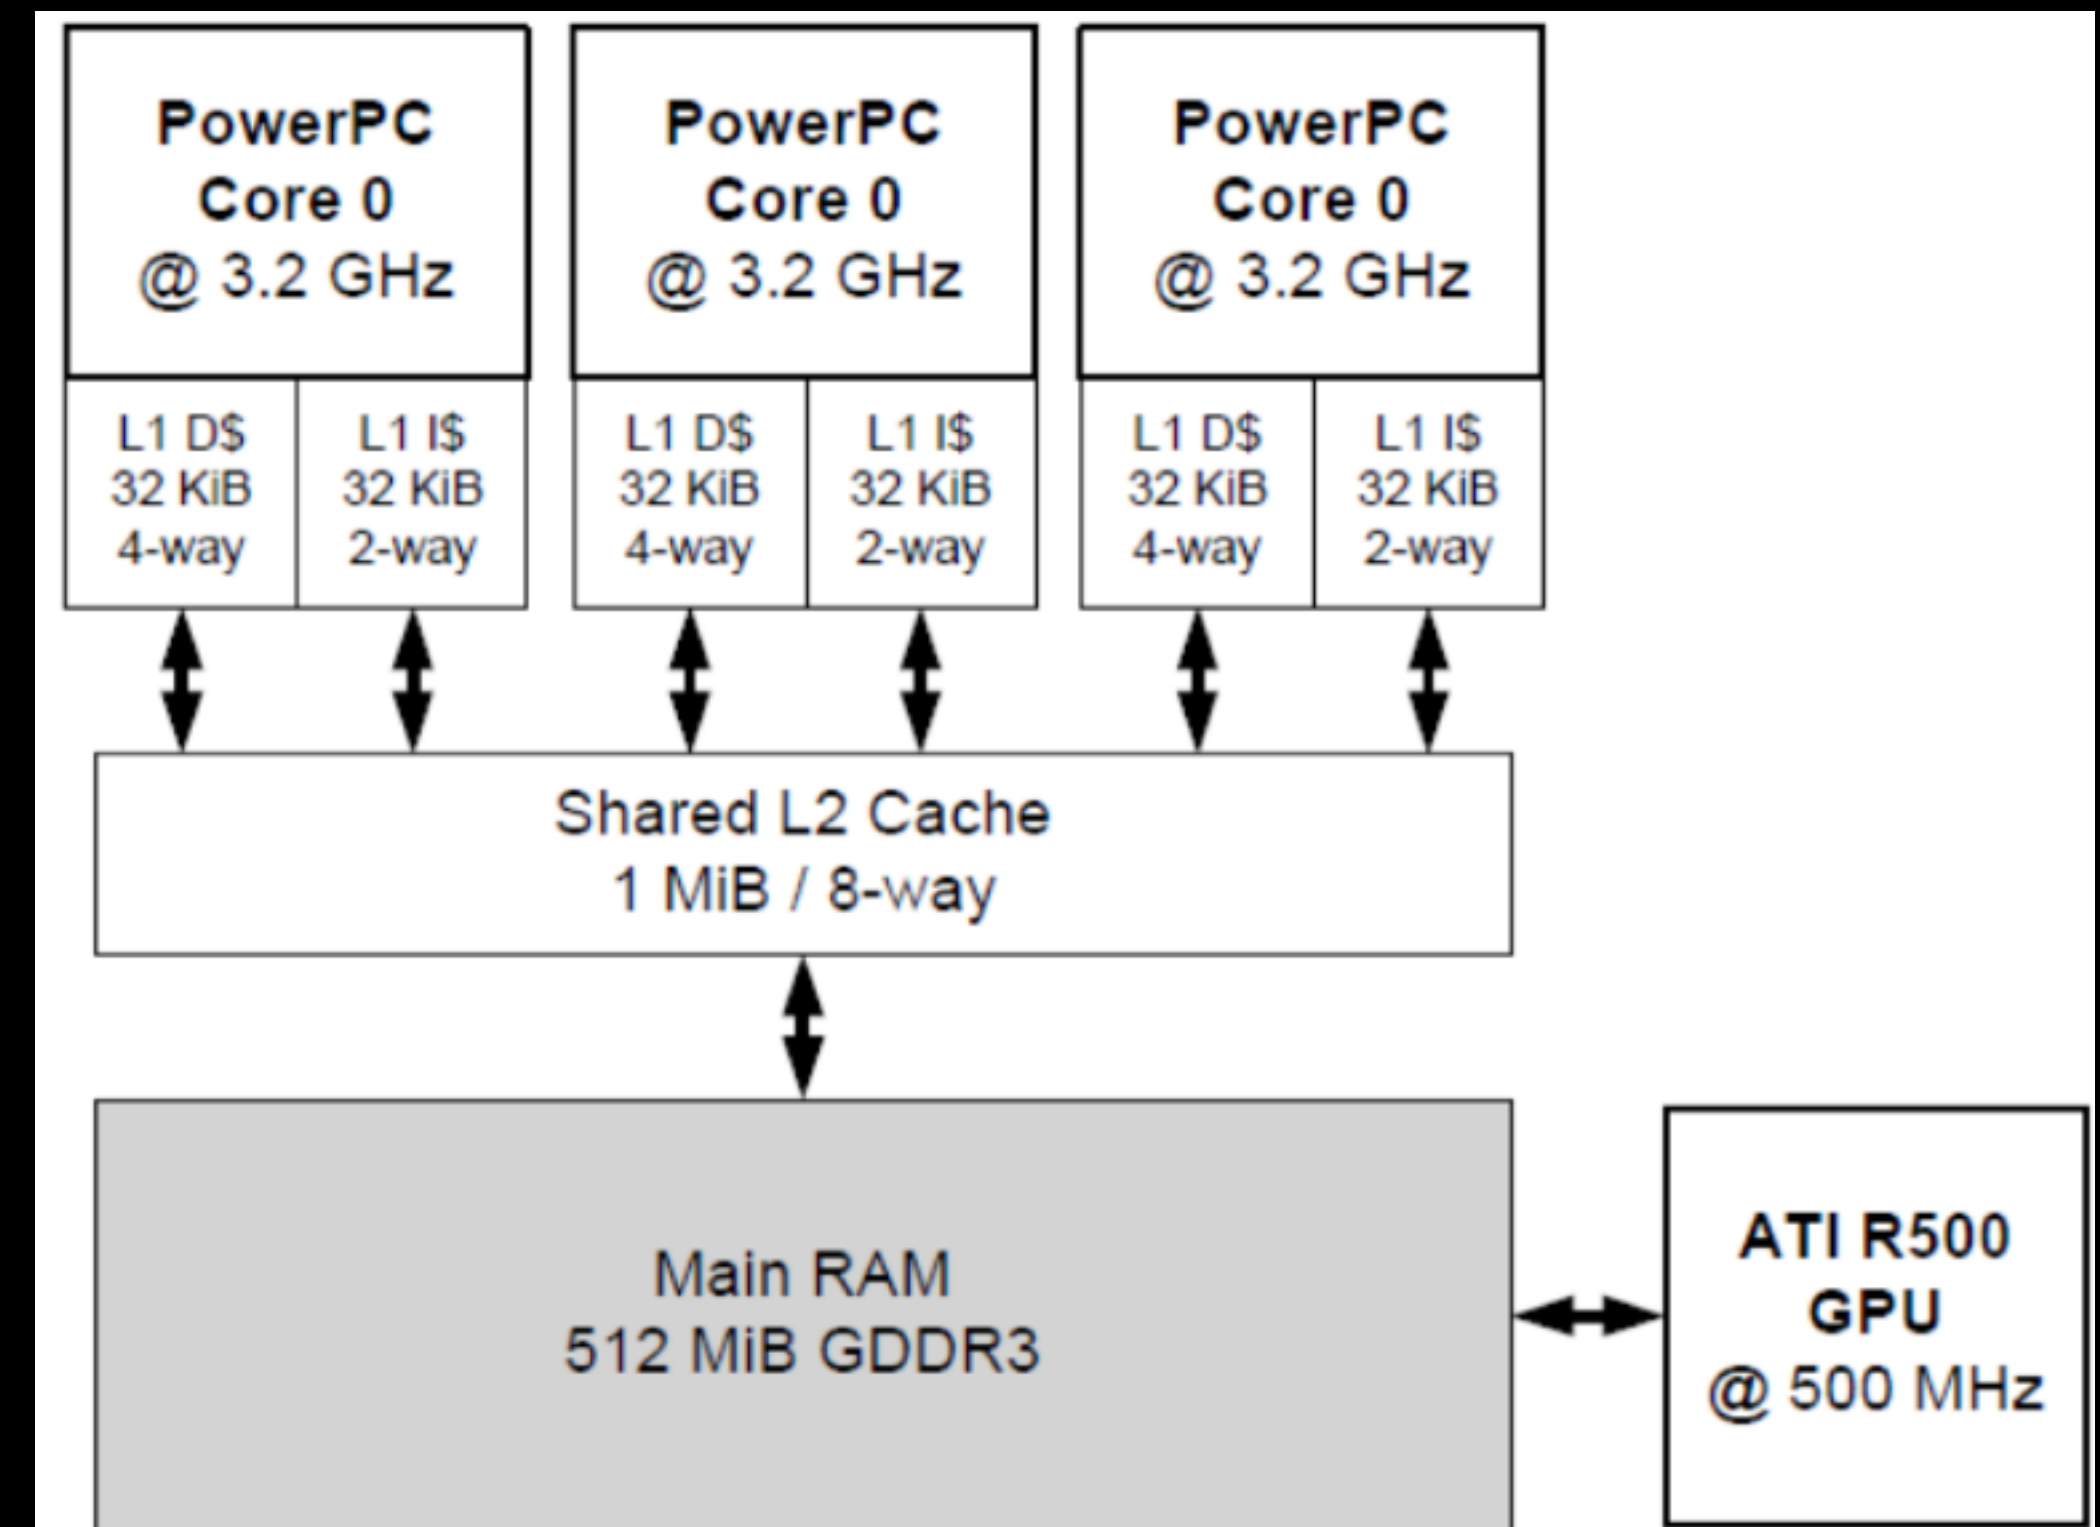 PowerPC
Core 0
@ 3.2 GHz
PowerPC
Core 0
@ 3.2 GHz
PowerPC
Core 0
@ 3.2 GHz
L1 D$
32 KiB
4-way
L1 I$
32 KiB
2-way
L1 D$
32 KiB
4-way
L1 I$
32 KiB
2-way
L1 D$
32 KiB
4-way
L1 I$
32 KiB
2-way
Shared L2 Cache
1 MiB / 8-way
Main RAM
512 MiB GDDR3
ATI R500
GPU
@ 500 MHz